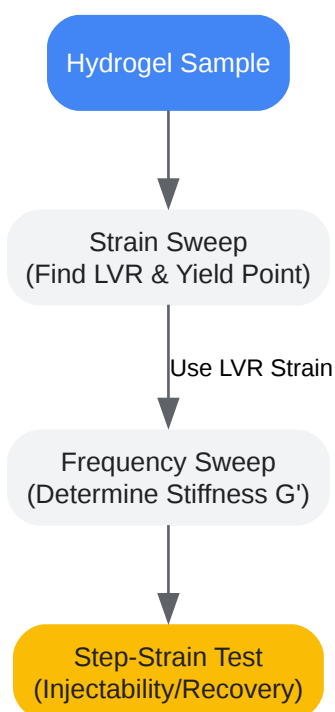 Hydrogel Sample
Strain Sweep
(Find LVR & Yield Point)
Use LVR Strain
Frequency Sweep
(Determine Stiffness G')
Step-Strain Test
(Injectability/Recovery)